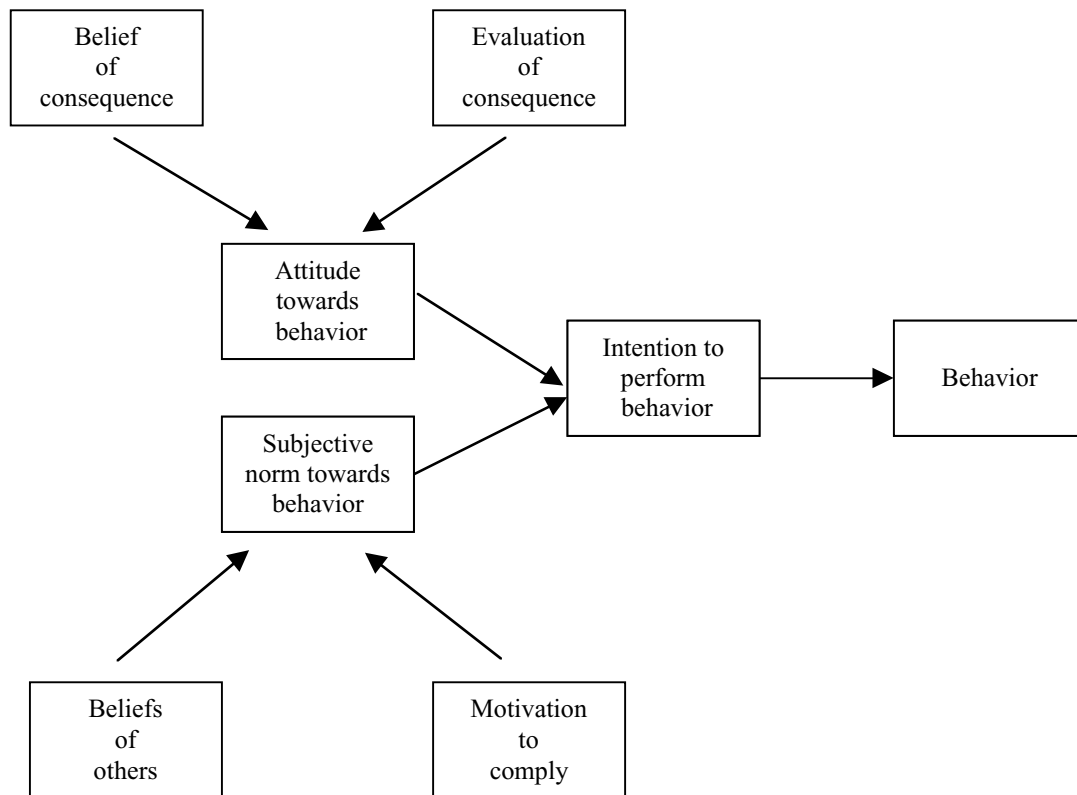 Belief
of
consequence
Evaluation
of
consequence
Attitude
towards
behavior
Intention to
perform
behavior
Behavior
Subjective
norm towards
behavior
Beliefs
of
others
Motivation
to
comply